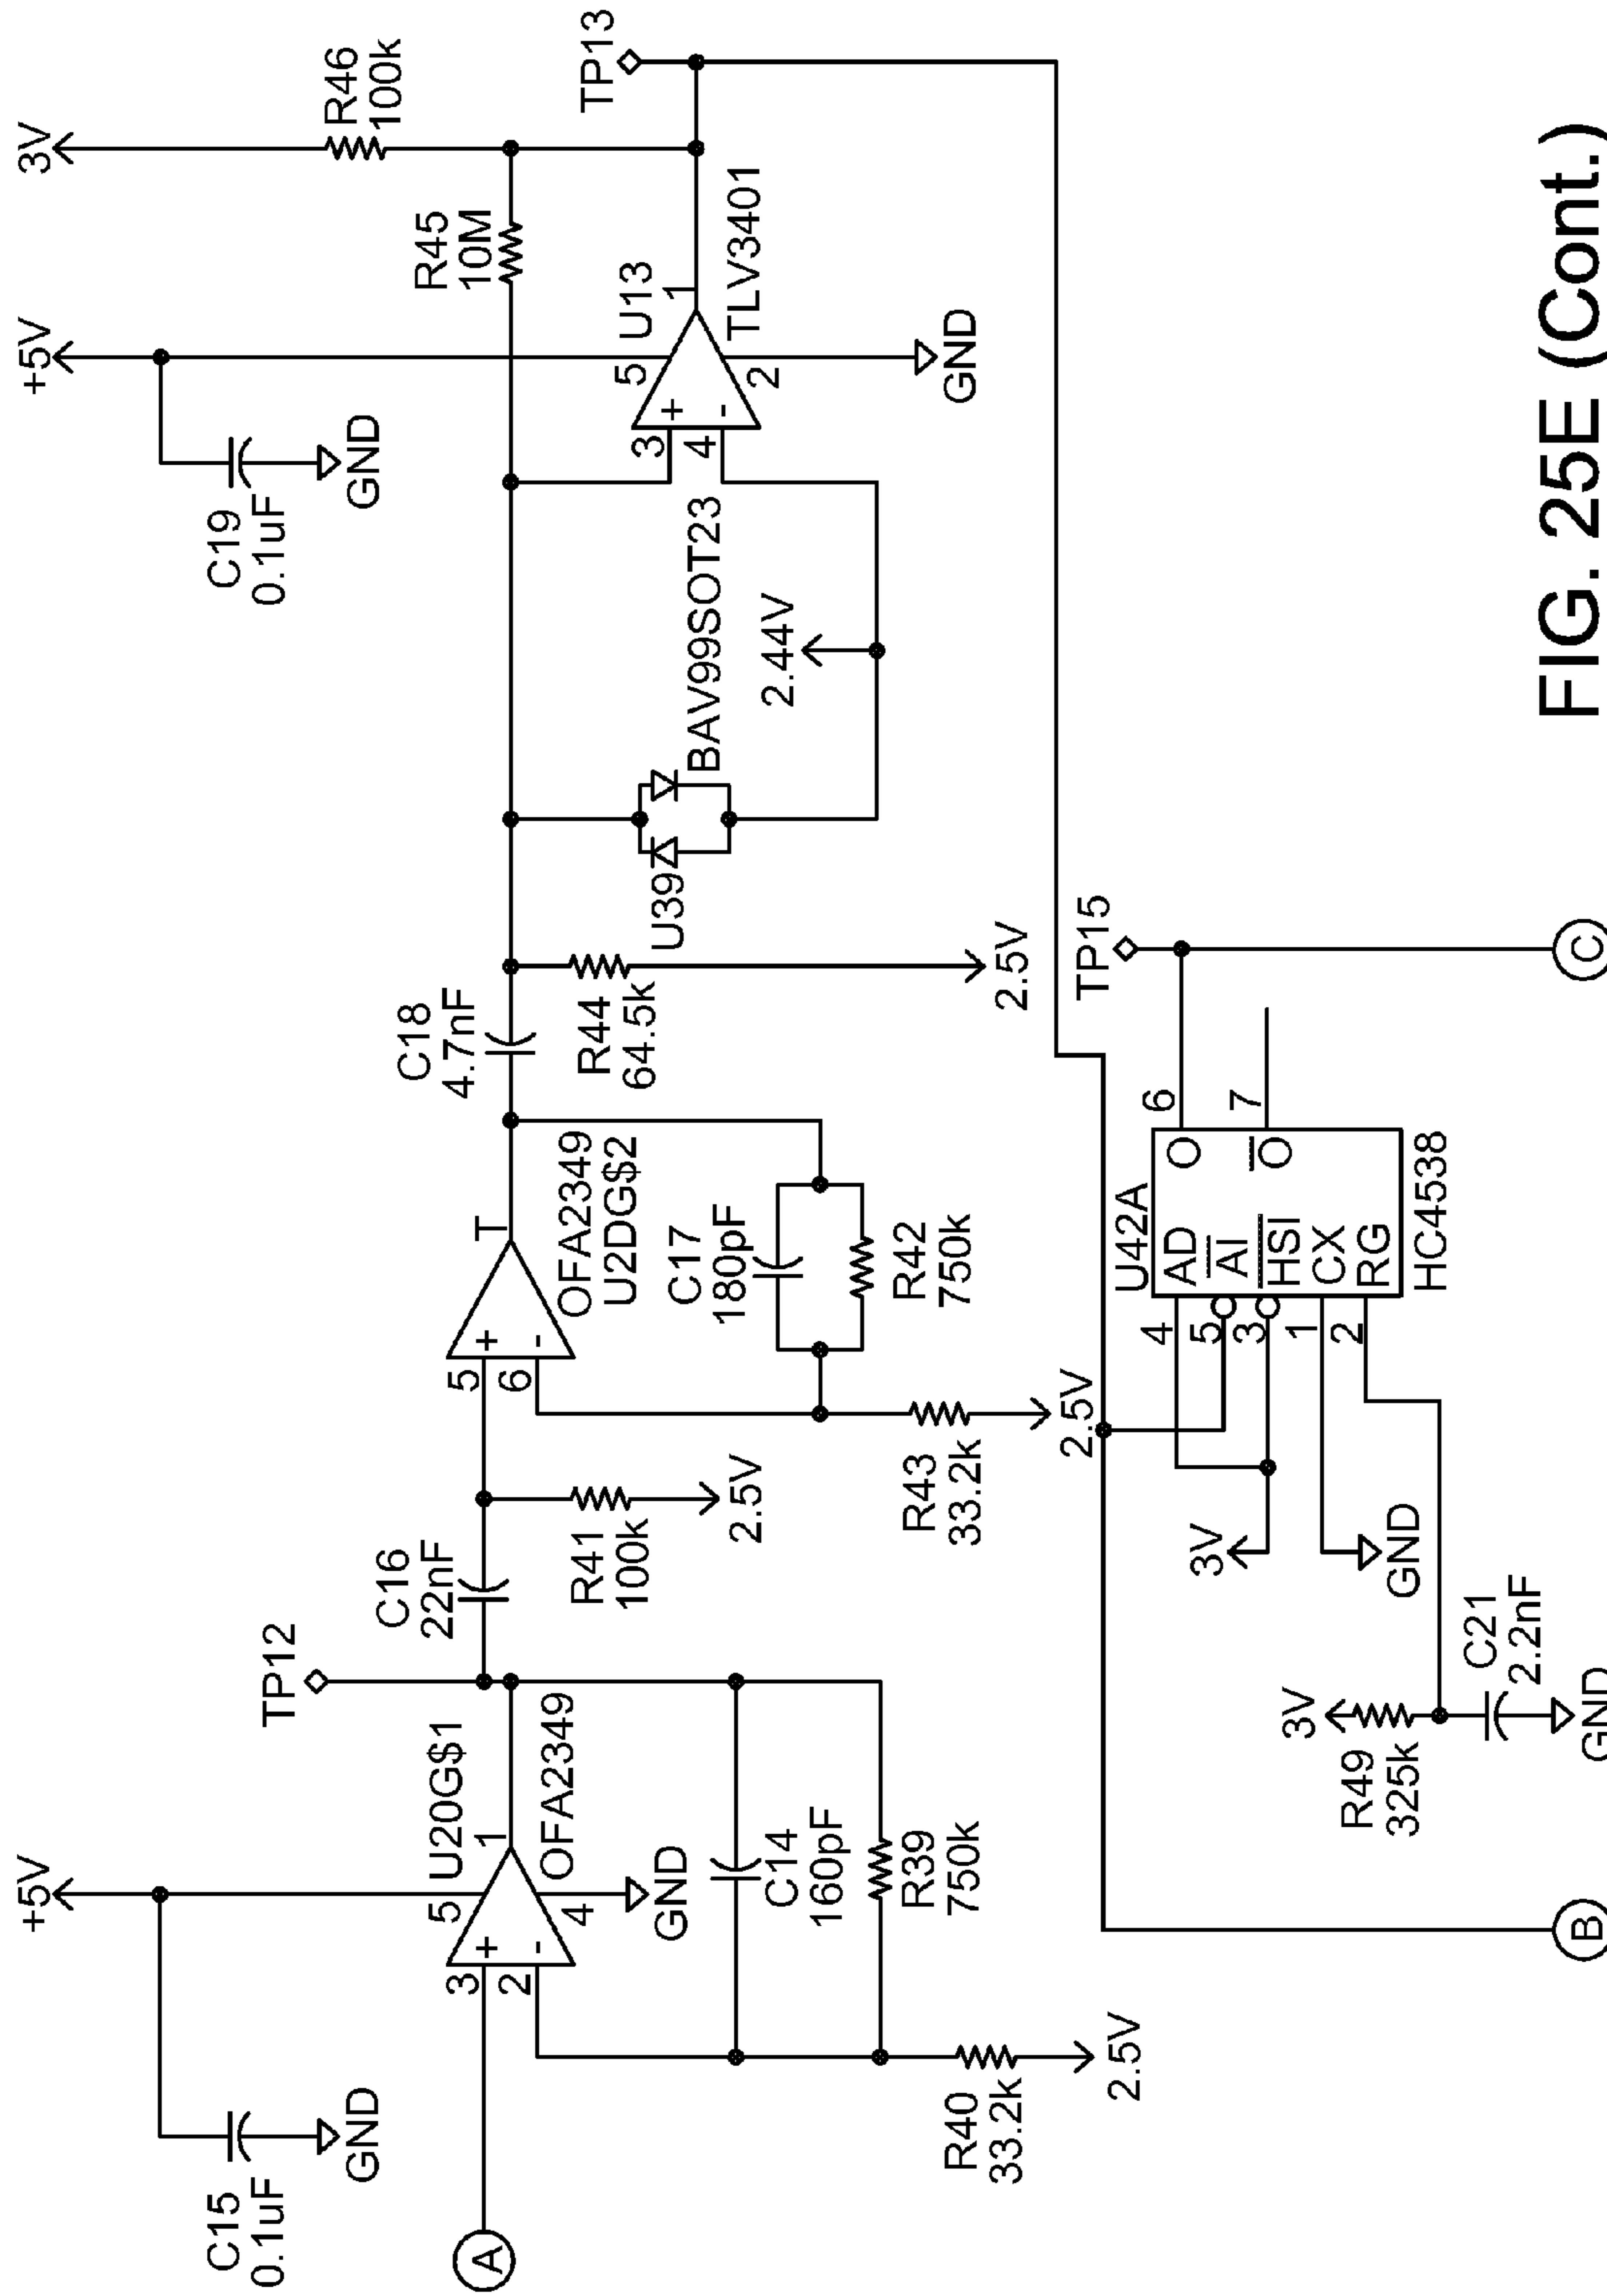 A
C15
0.1uF
GND
+5V
3
2
5
4
+
-
1
U20G$1
OFA2349
GND
C14
160pF
R39
750k
R40
33.2k
2.5V
TP12
C16
22nF
R41
100k
2.5V
5
6
+
-
T
OFA2349
U2DG$2
C17
180pF
R42
750k
R43
33.2k
2.5V
C18
4.7nF
R44
64.5k
2.5V
U39
BAV99SOT23
2.44V
C19
0.1uF
GND
+5V
3
4
5
2
+
-
1
U13
TLV3401
GND
R45
10M
3V
R46
100k
TP13
B
3V
R49
325k
C21
2.2nF
GND
3V
GND
4
5
3
1
2
U42A
AD
AI
HSI
CX
RG
O
O
HC4538
6
7
TP15
C
FIG. 25E (Cont.)